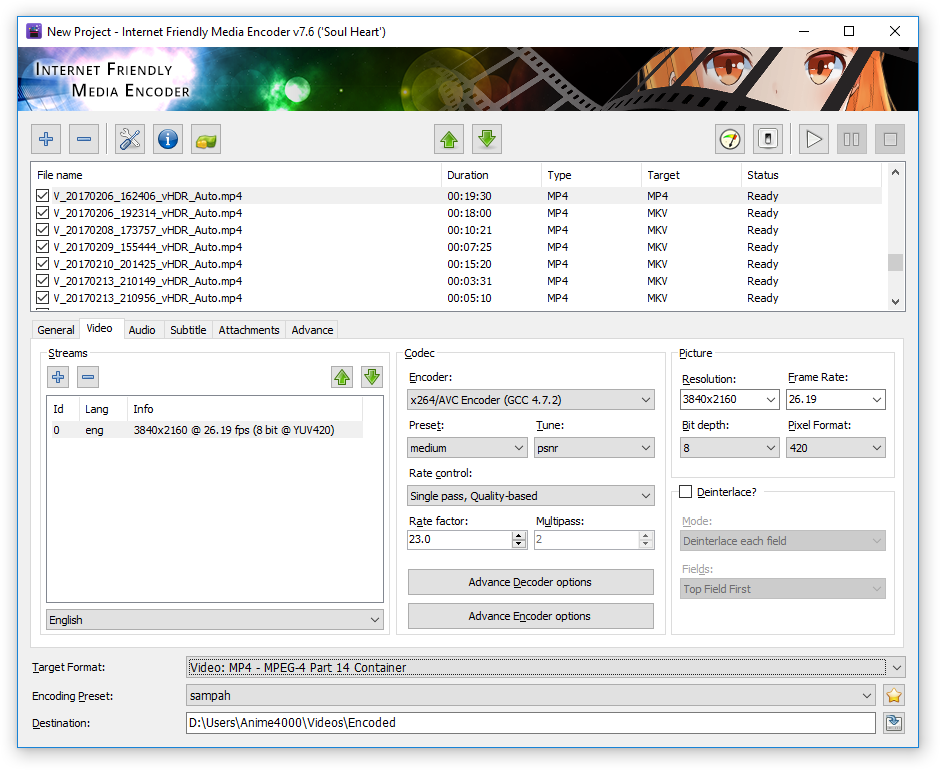 New Project - Internet Friendly Media Encoder v7.6 ('Soul Heart')
Internet Friendly
Media Encoder
File name Duration Type Target Status
V_20170206_162406_vHDR_Auto.mp4 00:19:30 MP4 MP4 Ready
V_20170206_192314_vHDR_Auto.mp4 00:18:00 MP4 MKV Ready
V_20170208_173757_vHDR_Auto.mp4 00:10:21 MP4 MKV Ready
V_20170209_155444_vHDR_Auto.mp4 00:07:25 MP4 MKV Ready
V_20170210_201425_vHDR_Auto.mp4 00:15:20 MP4 MKV Ready
V_20170213_210149_vHDR_Auto.mp4 00:03:31 MP4 MKV Ready
V_20170213_210956_vHDR_Auto.mp4 00:05:10 MP4 MKV Ready
General Video Audio Subtitle Attachments Advance
Streams
Id Lang Info
0 eng 3840x2160 @ 26.19 fps (8 bit @ YUV420)
English
Codec
Encoder:
x264/AVC Encoder (GCC 4.7.2)
Preset: Tune:
medium psnr
Rate control:
Single pass, Quality-based
Rate factor: Multipass:
23.0 2
Advance Decoder options
Advance Encoder options
Picture
Resolution: Frame Rate:
3840x2160 26.19
Bit depth: Pixel Format:
8 420
Deinterlace?
Mode:
Deinterlace each field
Fields:
Top Field First
Target Format: Video: MP4 - MPEG-4 Part 14 Container
Encoding Preset: sampah
Destination: D:\Users\Anime4000\Videos\Encoded